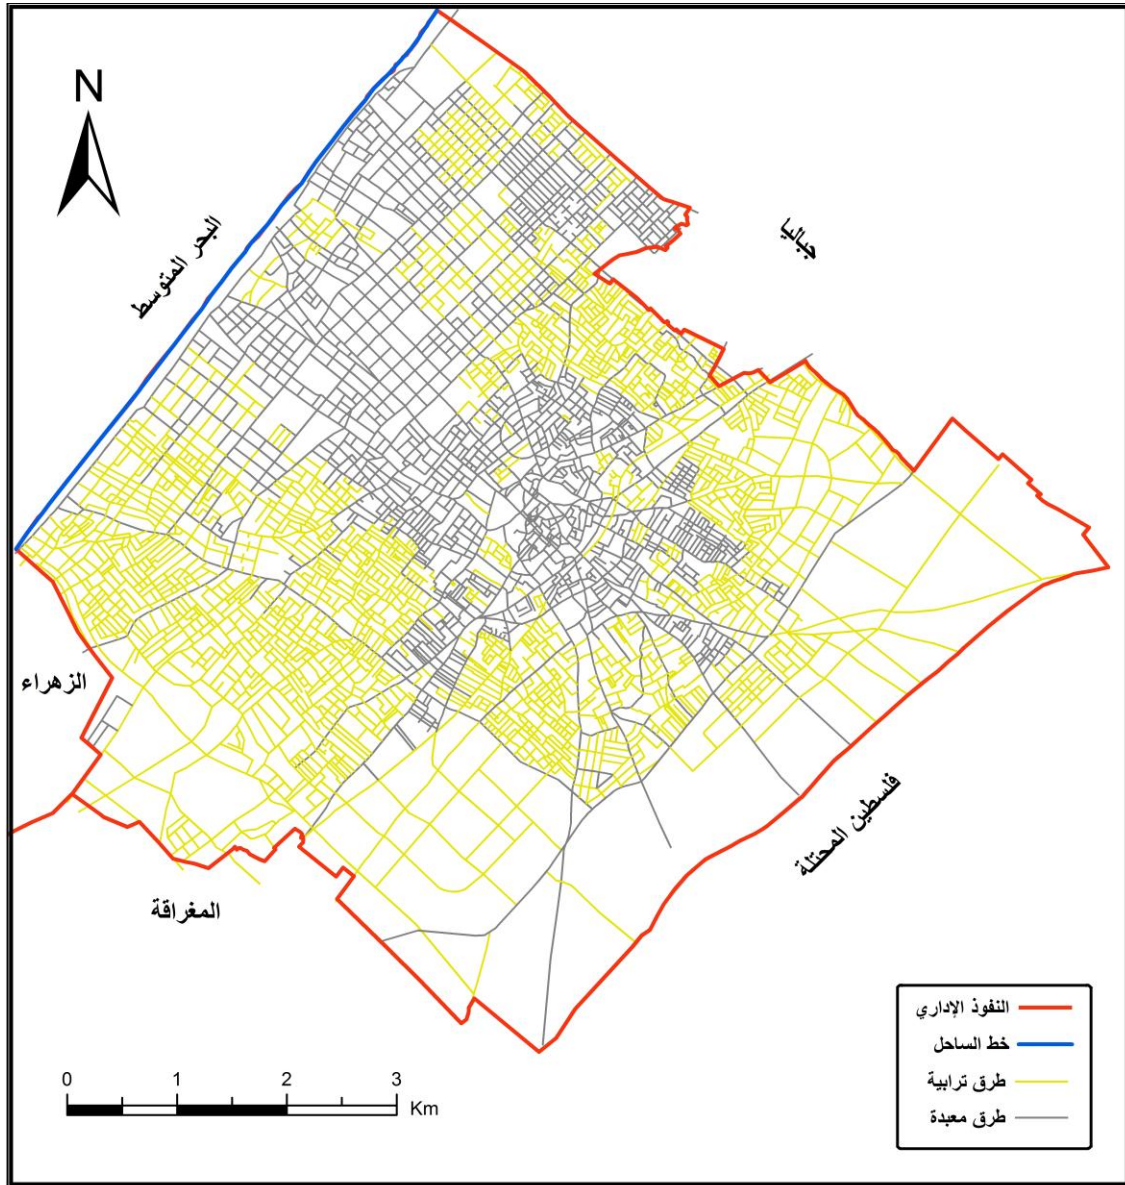 N
جباليا
البحر المتوسط
الزهراء
فلسطين المحتلة
المغراقة
النفوذ الإداري
خط الساحل
طرق ترابية
طرق معبدة
0 1 2 3
Km